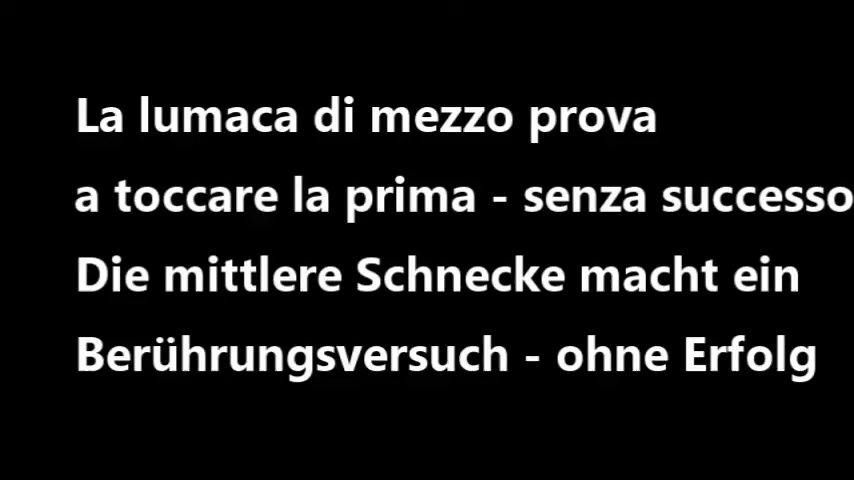 La lumaca di mezzo prova
a toccare la prima - senza successo
Die mittlere Schnecke macht ein
Berührungsversuch - ohne Erfolg